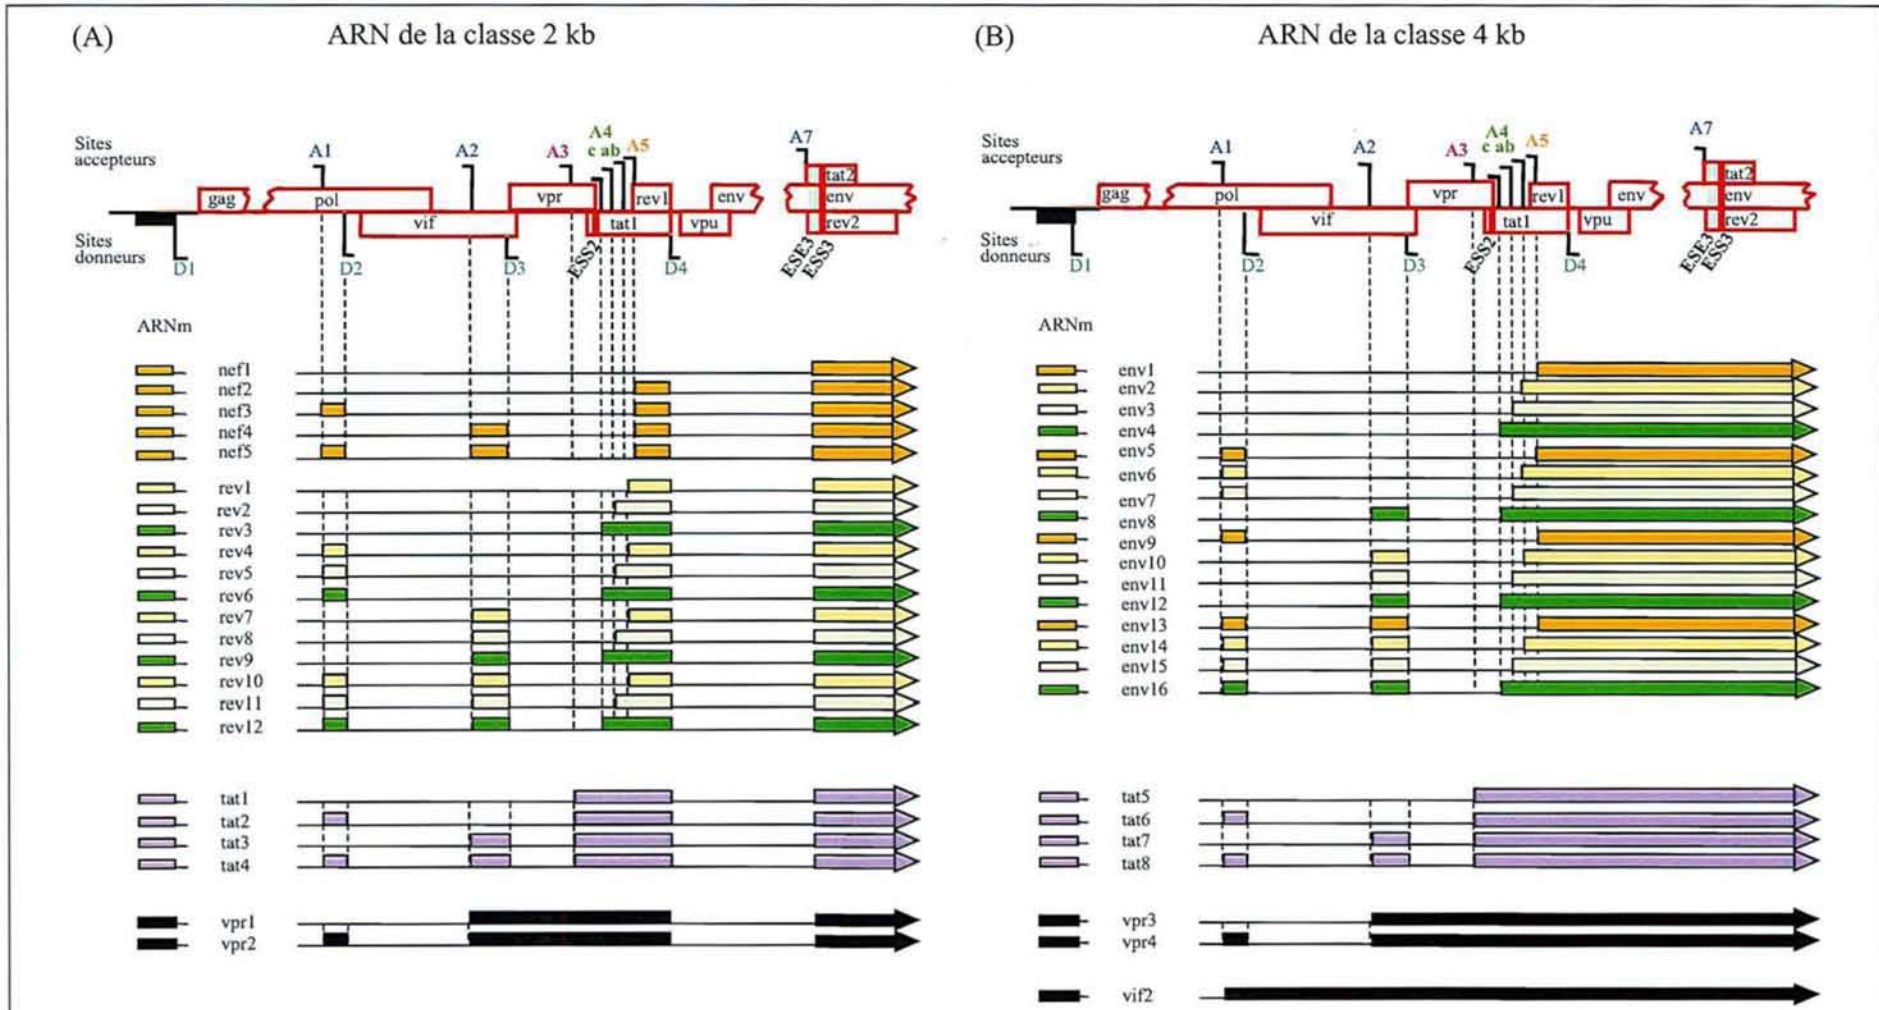 (A) ARN de la classe 2 kb
A1 A2 A3 A4 c ab A5 A7
Sites
accepteurs
gag pol vif vpr tat1 rev1 vpu env tat2 env rev2
Sites
donneurs
D1 D2 D3 ESS2 D4 ESE3 ESS3
ARNm
nef1
nef2
nef3
nef4
nef5
rev1
rev2
rev3
rev4
rev5
rev6
rev7
rev8
rev9
rev10
rev11
rev12
tat1
tat2
tat3
tat4
vpr1
vpr2
(B) ARN de la classe 4 kb
A1 A2 A3 A4 c ab A5 A7
Sites
accepteurs
gag pol vif vpr tat1 rev1 vpu env tat2 env rev2
Sites
donneurs
D1 D2 D3 ESS2 D4 ESE3 ESS3
ARNm
env1
env2
env3
env4
env5
env6
env7
env8
env9
env10
env11
env12
env13
env14
env15
env16
tat5
tat6
tat7
tat8
vpr3
vpr4
vif2